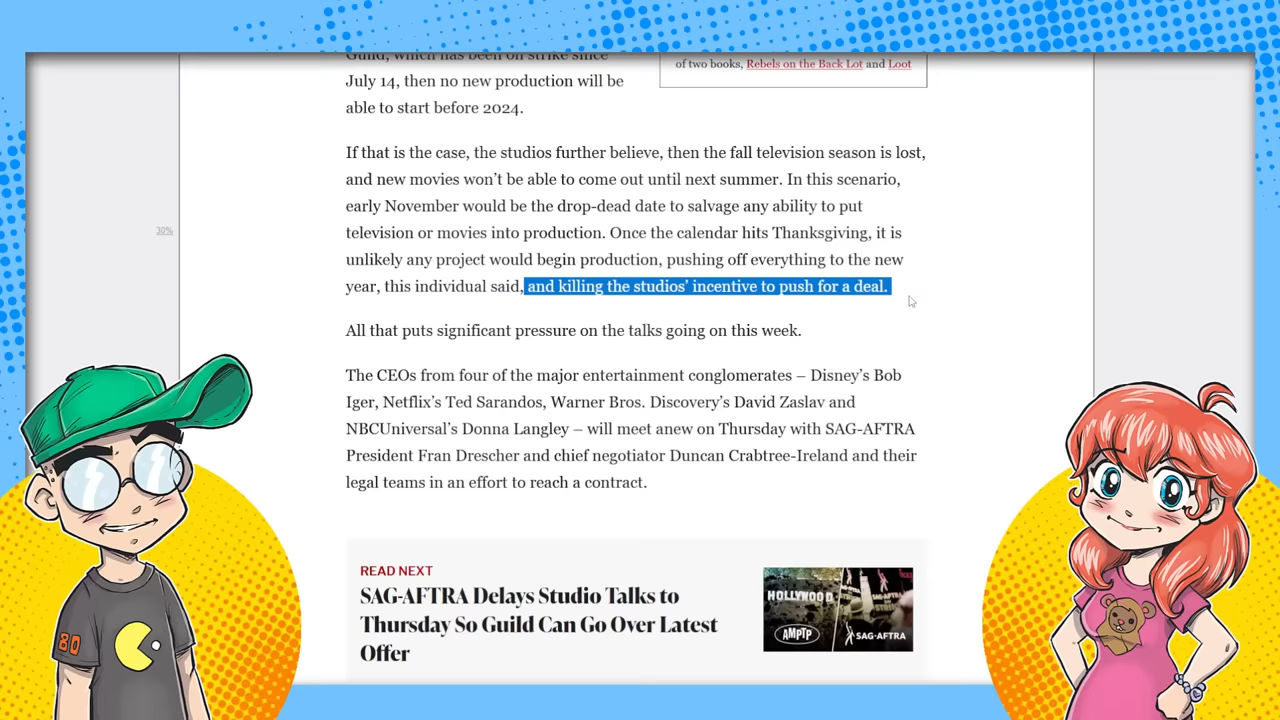 Guild, which has been on strike since
July 14, then no new production will be
able to start before 2024.
of two books, Rebels on the Back Lot and Loot
If that is the case, the studios further believe, then the fall television season is lost,
and new movies won't be able to come out until next summer. In this scenario,
early November would be the drop-dead date to salvage any ability to put
television or movies into production. Once the calendar hits Thanksgiving, it is
unlikely any project would begin production, pushing off everything to the new
year, this individual said, and killing the studios' incentive to push for a deal.
30%
All that puts significant pressure on the talks going on this week.
The CEOs from four of the major entertainment conglomerates – Disney's Bob
Iger, Netflix's Ted Sarandos, Warner Bros. Discovery's David Zaslav and
NBCUniversal's Donna Langley – will meet anew on Thursday with SAG-AFTRA
President Fran Drescher and chief negotiator Duncan Crabtree-Ireland and their
legal teams in an effort to reach a contract.
READ NEXT
SAG-AFTRA Delays Studio Talks to
Thursday So Guild Can Go Over Latest
Offer
HOLLYWOOD
AMPTP
SAG-AFTRA
80